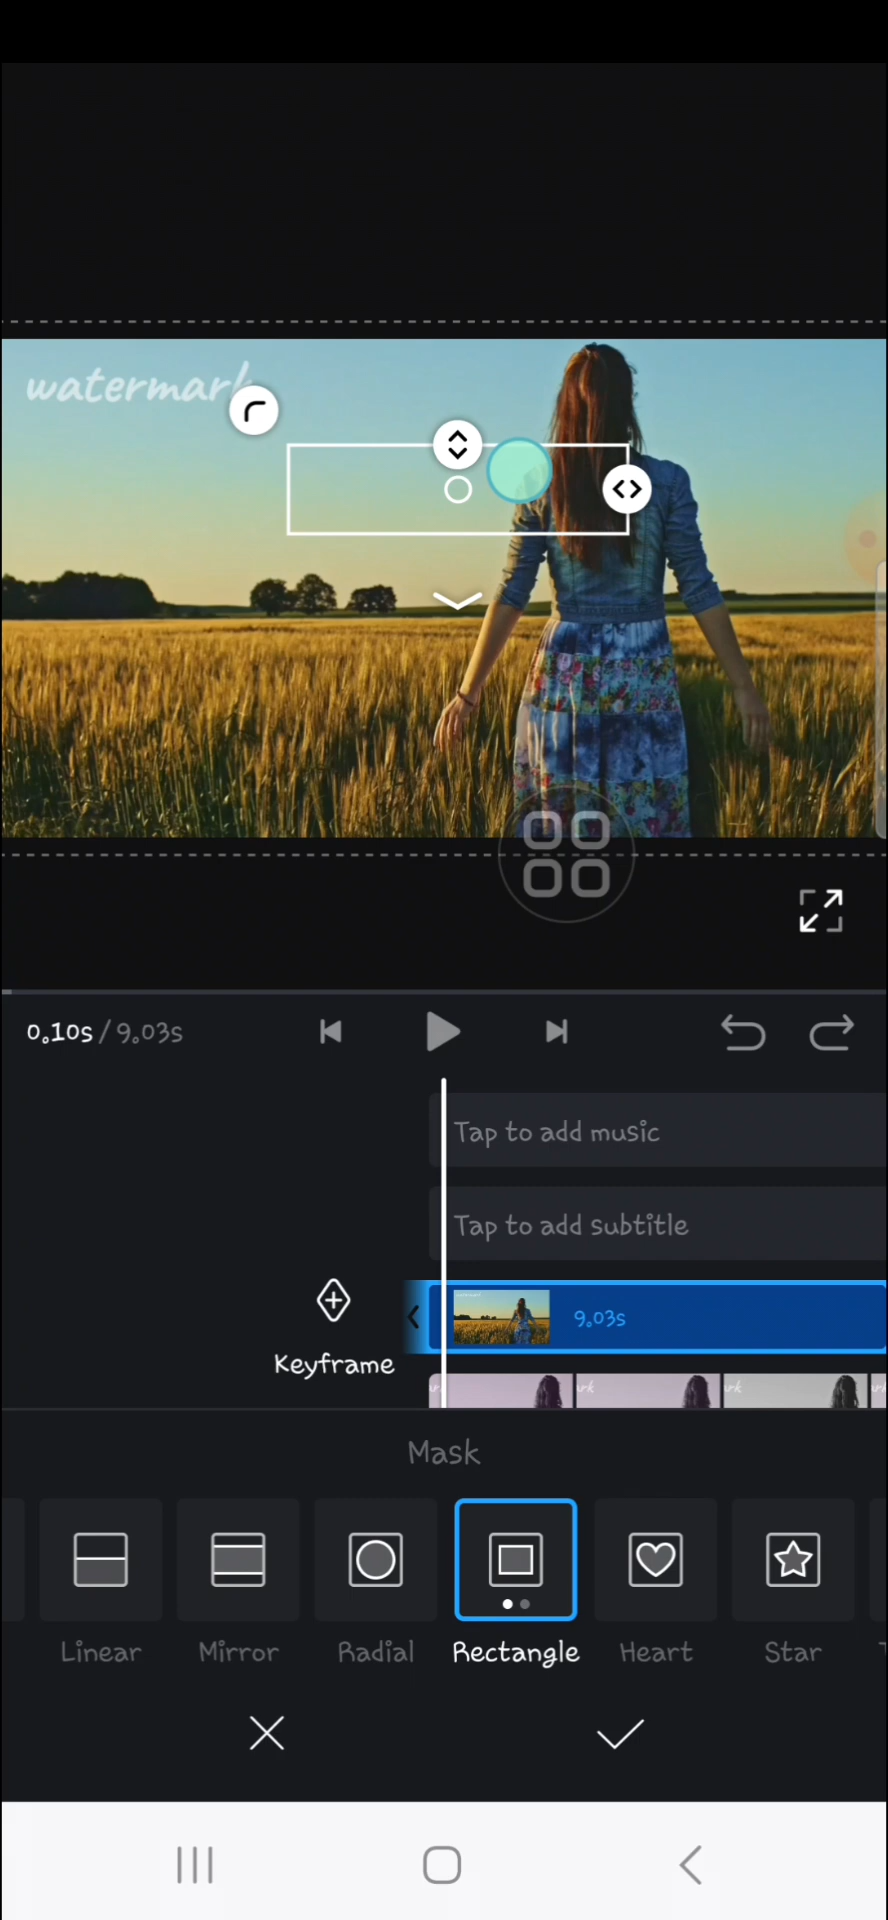 watermark
0.10s / 9.03s
Tap to add music
Tap to add subtitle
9.03s
Keyframe
Mask
Linear
Mirror
Radial
Rectangle
Heart
Star